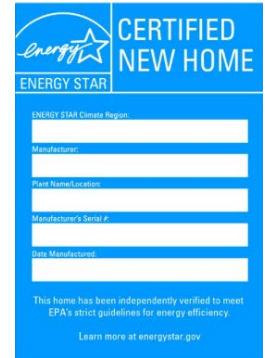 energy
CERTIFIED
NEW HOME
ENERGY STAR
ENERGY STAR Climate Region:
Manufacturer:
Plant Name/Location:
Manufacturer's Serial #:
Date Manufactured:
This home has been independently verified to meet
EPA's strict guidelines for energy efficiency.
Learn more at energystar.gov